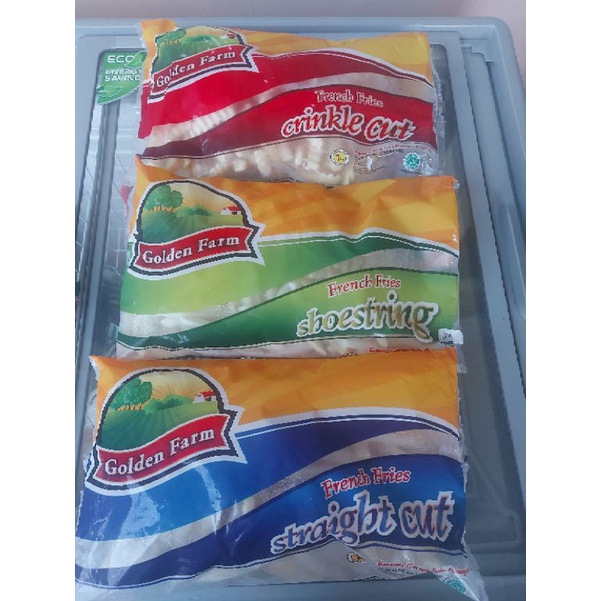 ECO
ENERGY
SAVING
Golden Farm
French Fries
crinkle cut
Golden Farm
French Fries
shoestring
Golden Farm
French Fries
straight cut